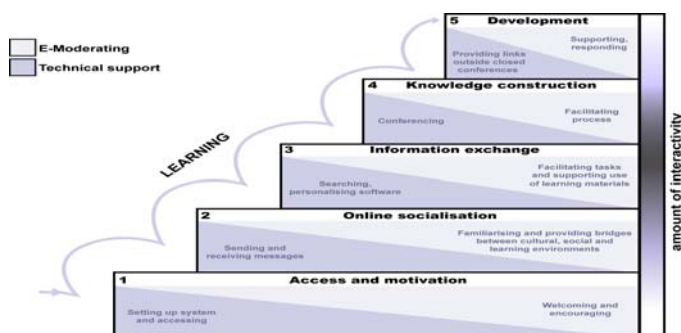 5 Development
Supporting,
responding
Providing links
outside closed
conferences
E-Moderating
Technical support
4 Knowledge construction
Conferencing
Facilitating
process
LEARNING
3 Information exchange
Facilitating tasks
and supporting use
of learning materials
Searching,
personalising software
2 Online socialisation
Familiarising and providing bridges
between cultural, social and
learning environments
Sending and
receiving messages
1 Access and motivation
Setting up system
and accessing
Welcoming and
encouraging
amount of interactivity